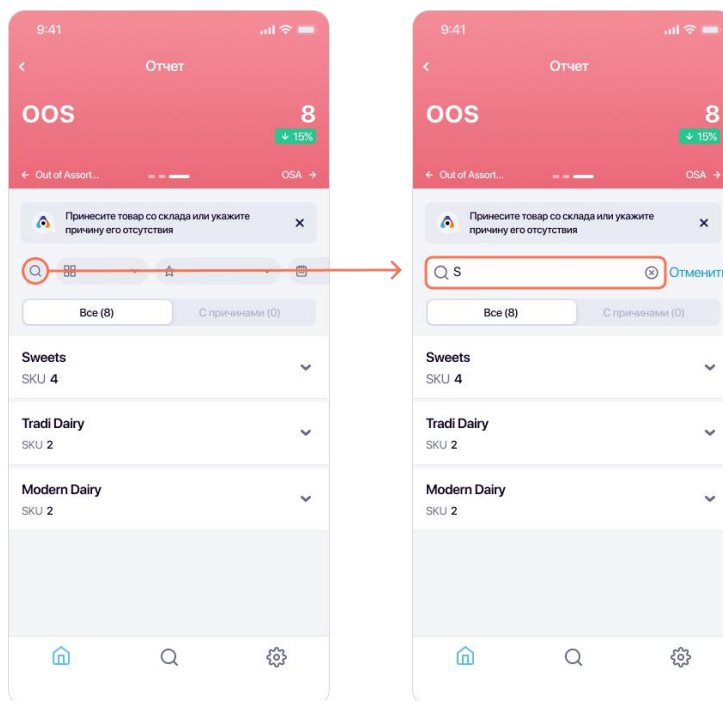 9:41
Отчет
OOS
8
↓ 15%
← Out of Assort...
OSA →
Принесите товар со склада или укажите
причину его отсутствия
Все (8)
С причинами (0)
Sweets
SKU 4
Tradi Dairy
SKU 2
Modern Dairy
SKU 2
9:41
Отчет
OOS
8
↓ 15%
← Out of Assort...
OSA →
Принесите товар со склада или укажите
причину его отсутствия
S
Отменить
Все (8)
С причинами (0)
Sweets
SKU 4
Tradi Dairy
SKU 2
Modern Dairy
SKU 2